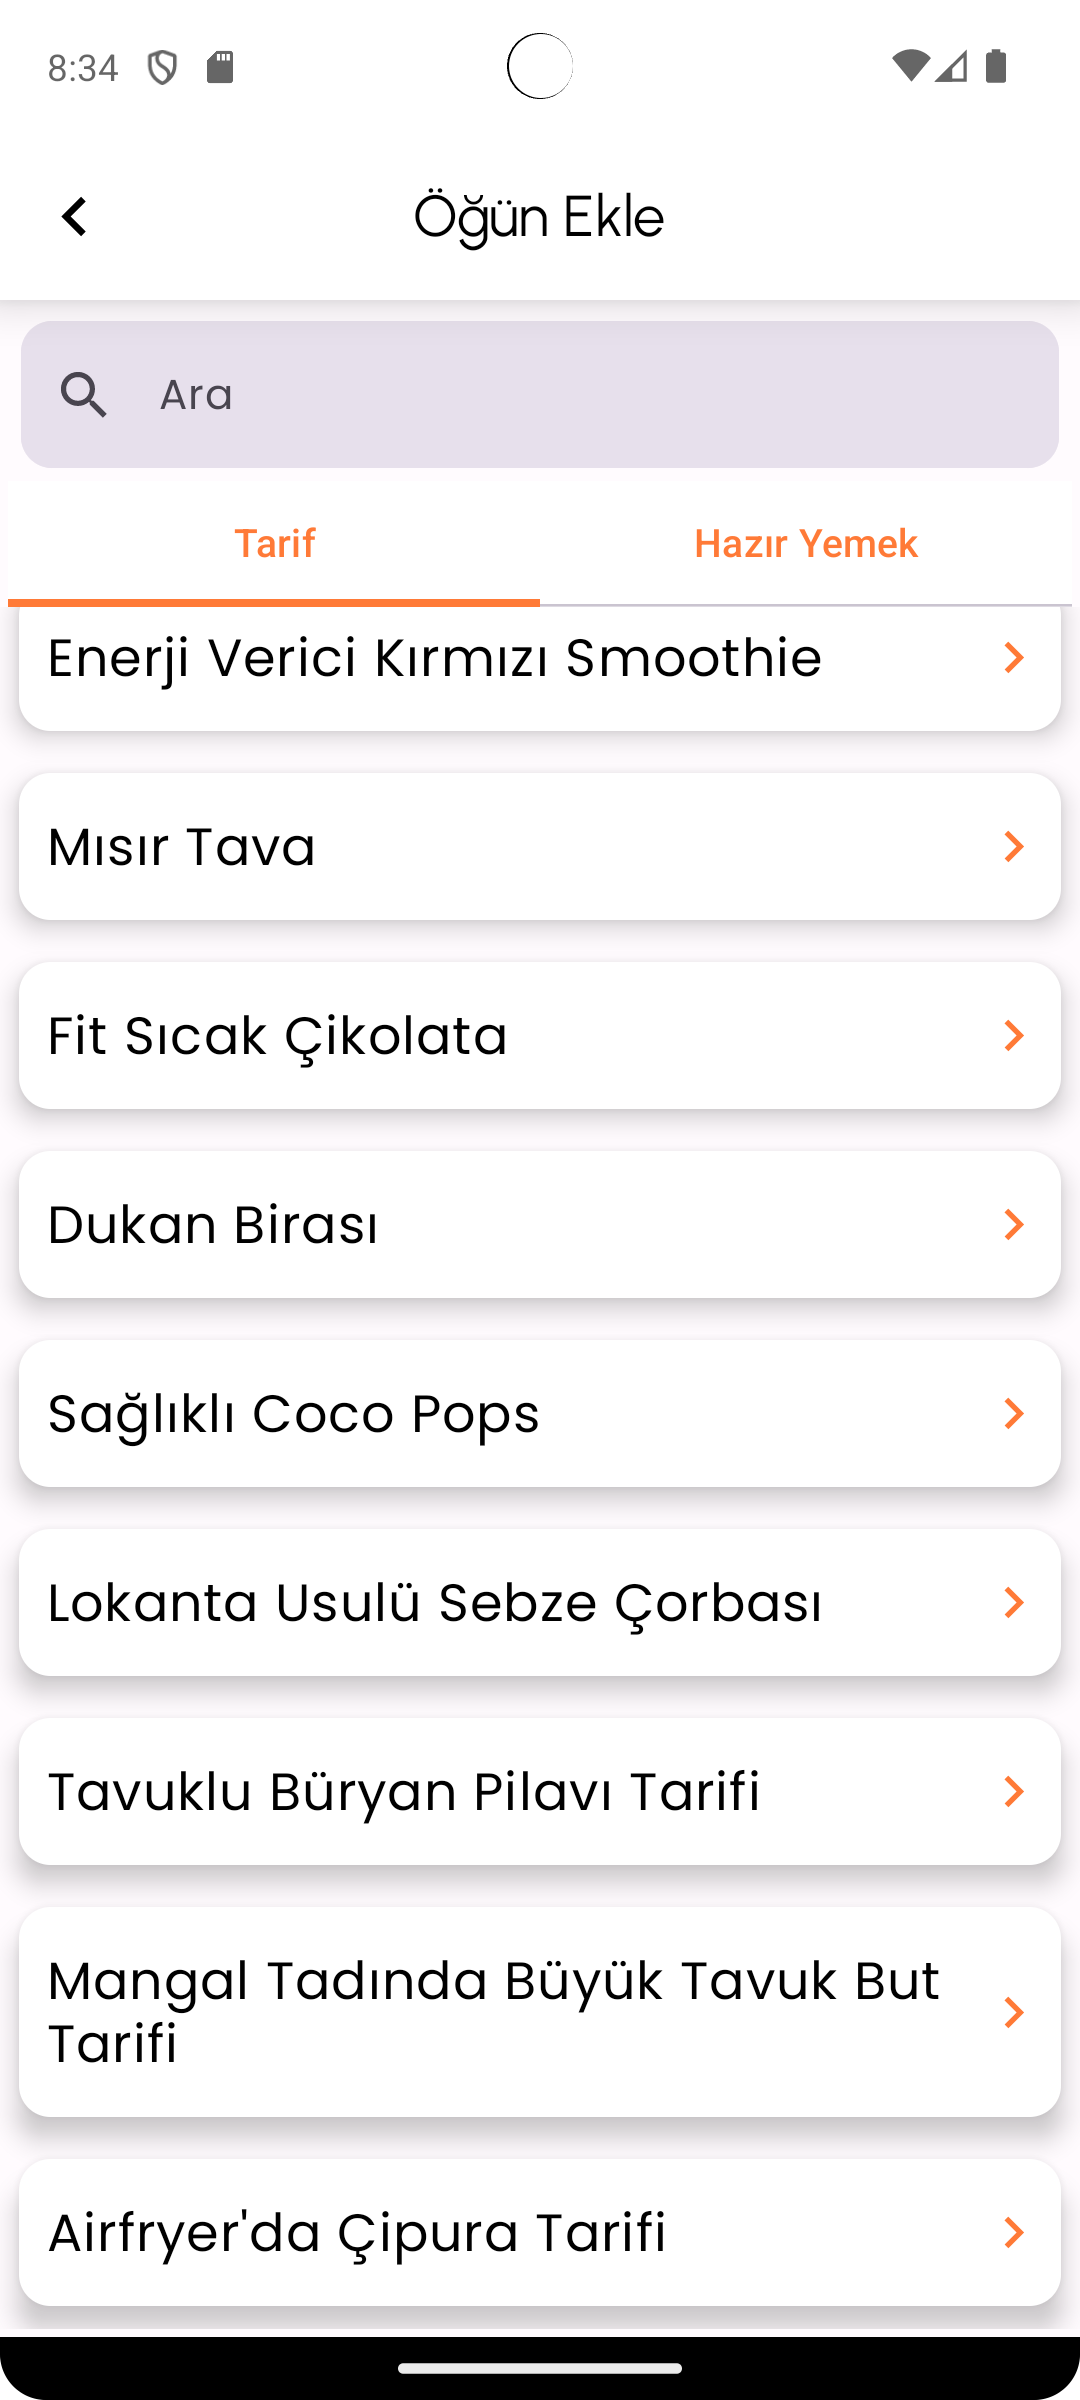 8:34
Öğün Ekle
Ara
Tarif
Hazır Yemek
Enerji Verici Kırmızı Smoothie
Mısır Tava
Fit Sıcak Çikolata
Dukan Birası
Sağlıklı Coco Pops
Lokanta Usulü Sebze Çorbası
Tavuklu Büryan Pilavı Tarifi
Mangal Tadında Büyük Tavuk But
Tarifi
Airfryer'da Çipura Tarifi